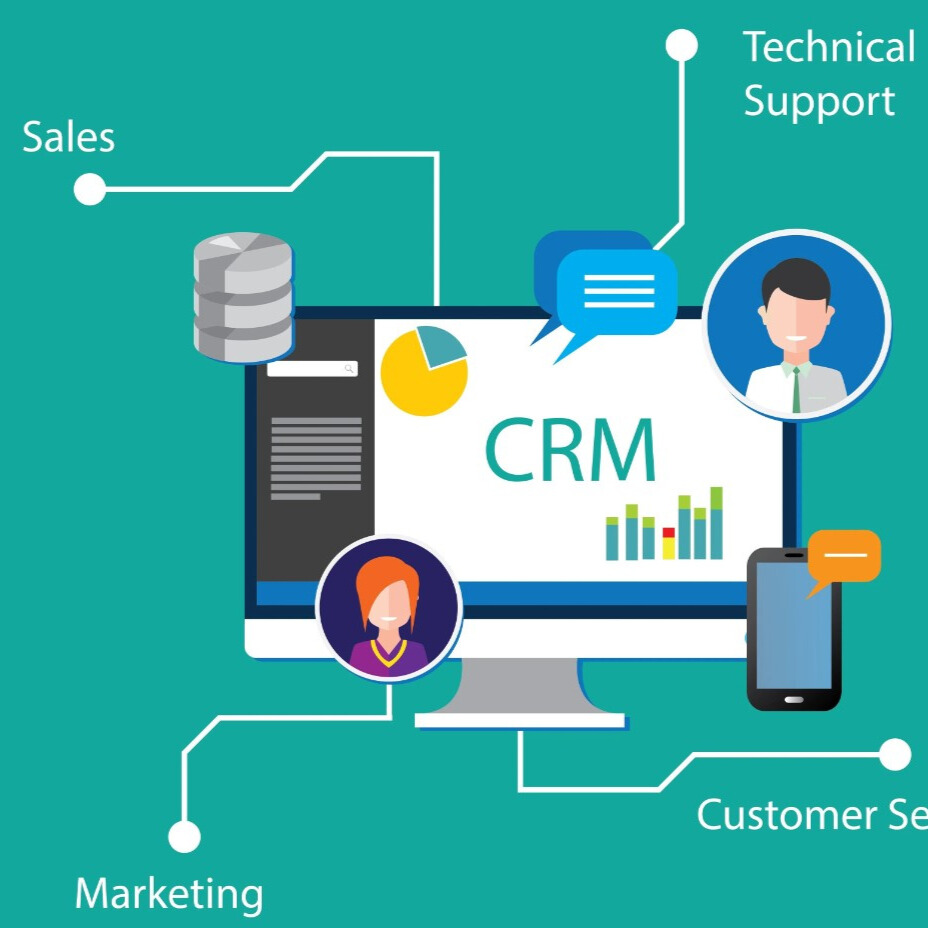 Technical
Support
Sales
CRM
Customer Se
Marketing